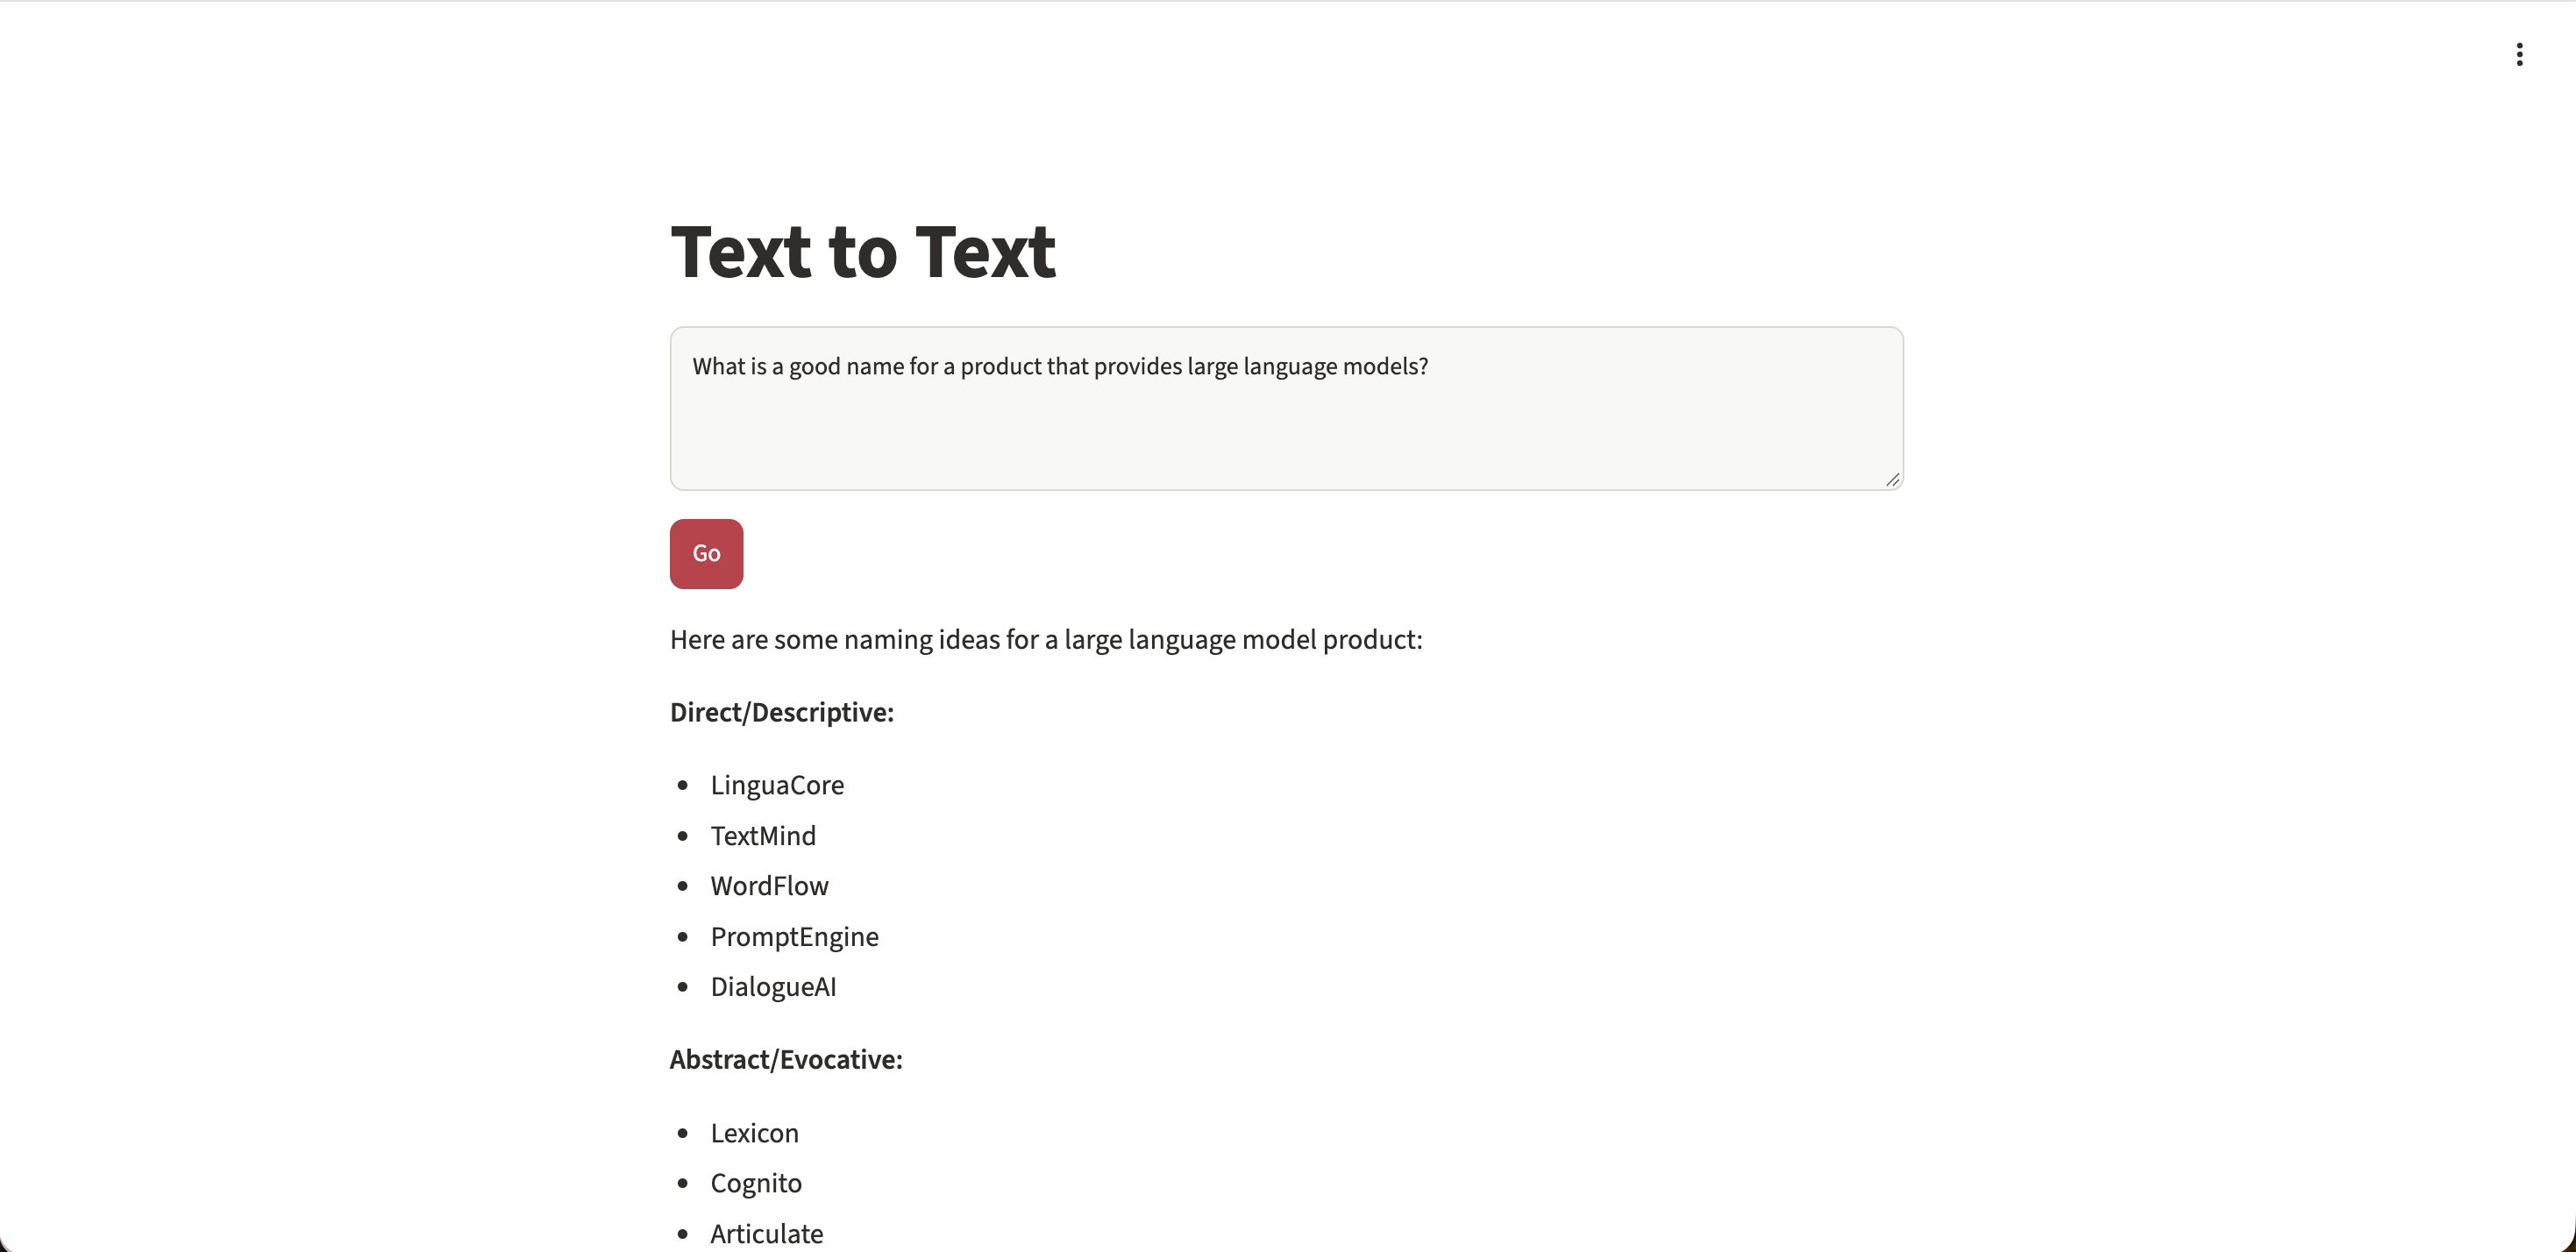 Text to Text
What is a good name for a product that provides large language models?
Go
Here are some naming ideas for a large language model product:
Direct/Descriptive:
LinguaCore
TextMind
WordFlow
PromptEngine
DialogueAI
Abstract/Evocative:
Lexicon
Cognito
Articulate